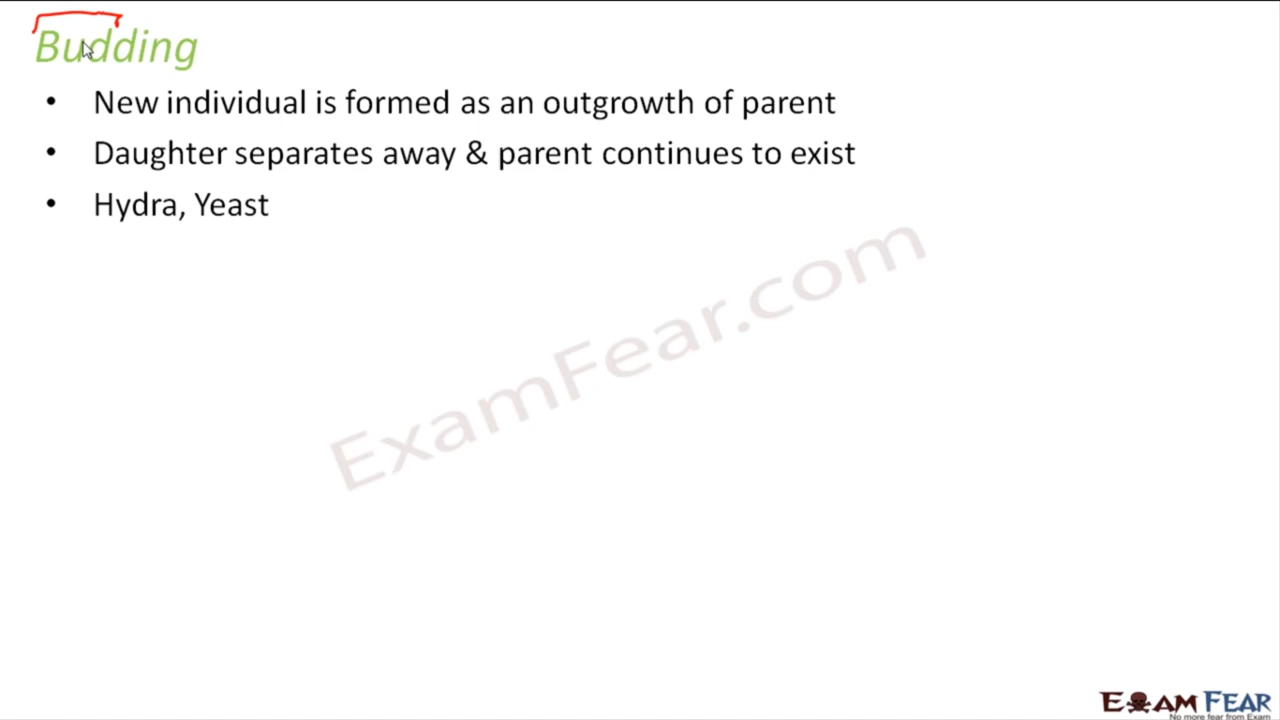 Budding
• New individual is formed as an outgrowth of parent
• Daughter separates away & parent continues to exist
• Hydra, Yeast
ExamFear.com
EXAM FEAR
No more fear from Exam